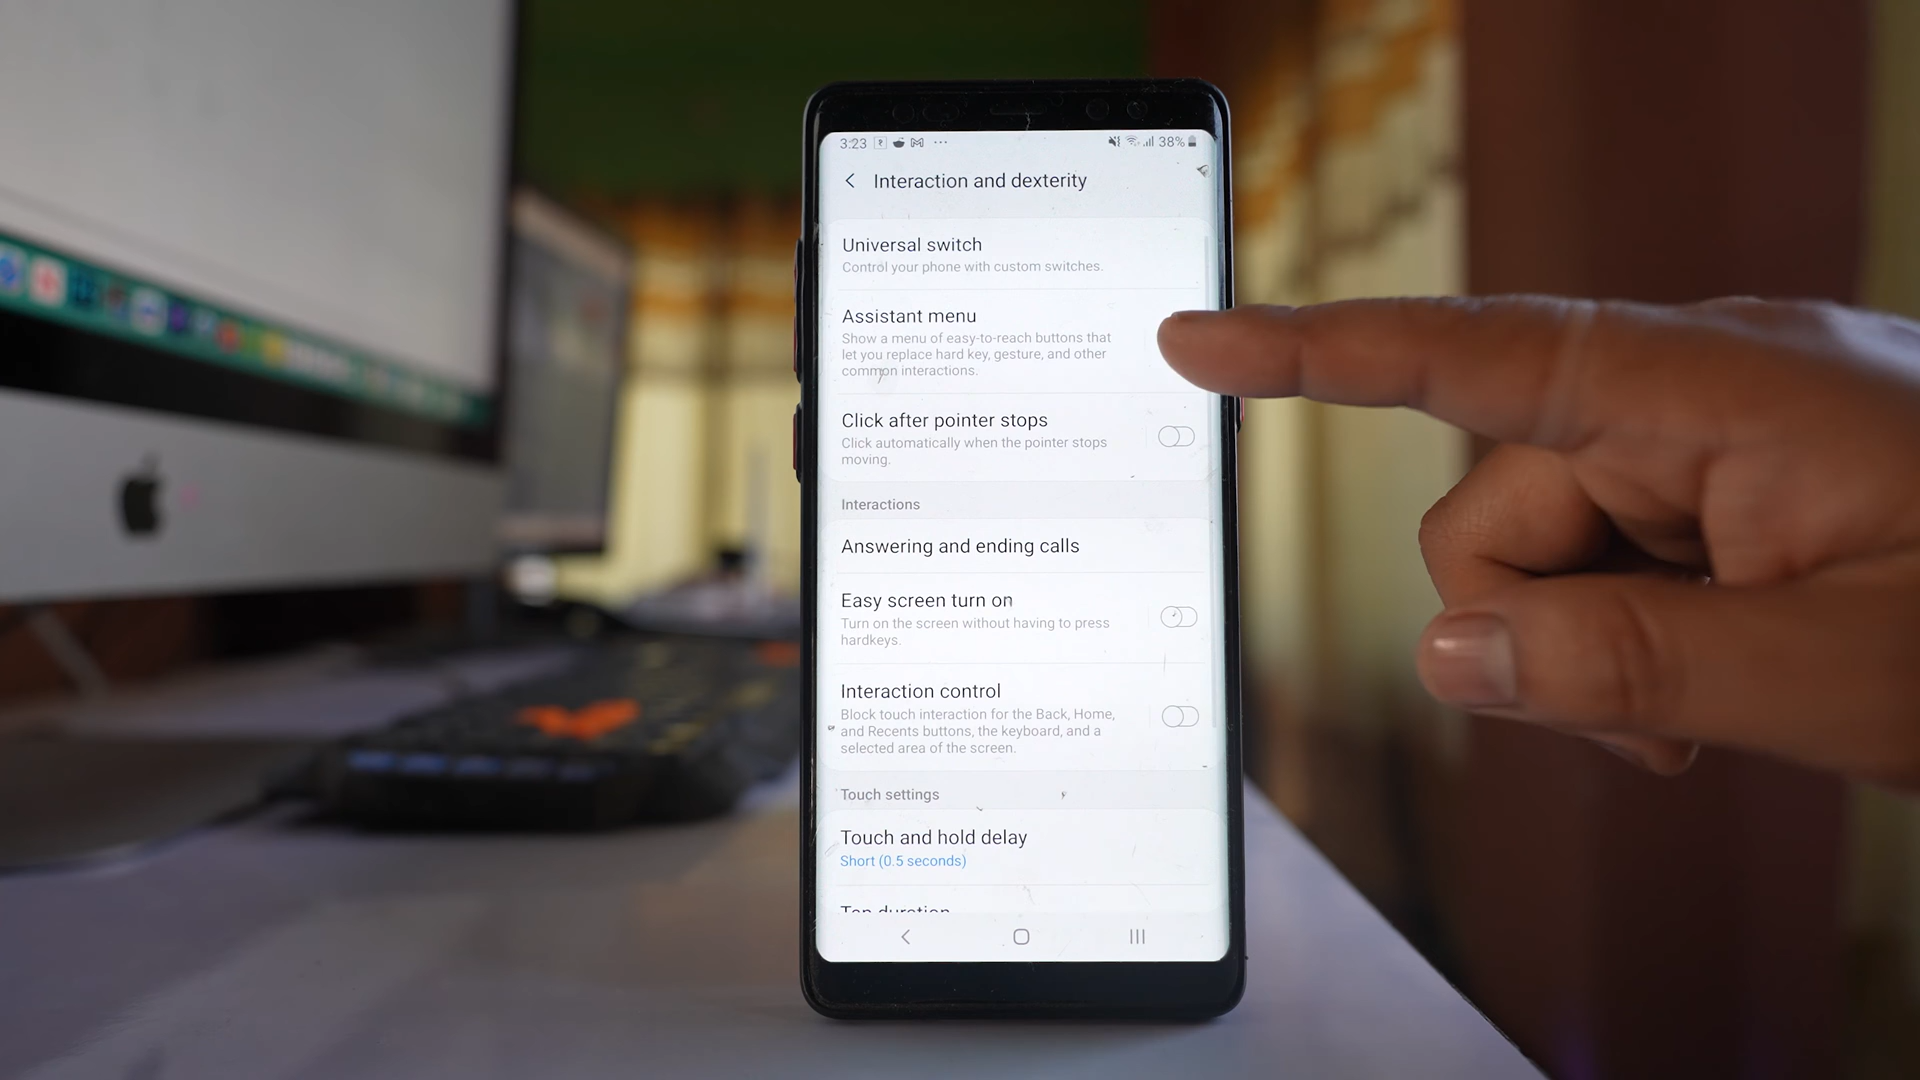 3:23
38%
Interaction and dexterity
Universal switch
Control your phone with custom switches.
Assistant menu
Show a menu of easy-to-reach buttons that
let you replace hard key, gesture, and other
common interactions.
Click after pointer stops
Click automatically when the pointer stops
moving.
Interactions
Answering and ending calls
Easy screen turn on
Turn on the screen without having to press
hardkeys.
Interaction control
Block touch interaction for the Back, Home,
and Recents buttons, the keyboard, and a
selected area of the screen.
Touch settings
Touch and hold delay
Short (0.5 seconds)
Tap duration